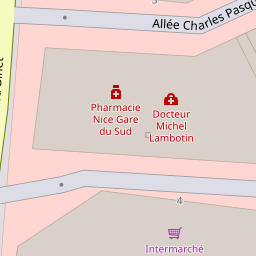 Allée Charles Pasqu
Pharmacie
Nice Gare
du Sud
Docteur
Michel
Lambotin
4
Intermarché